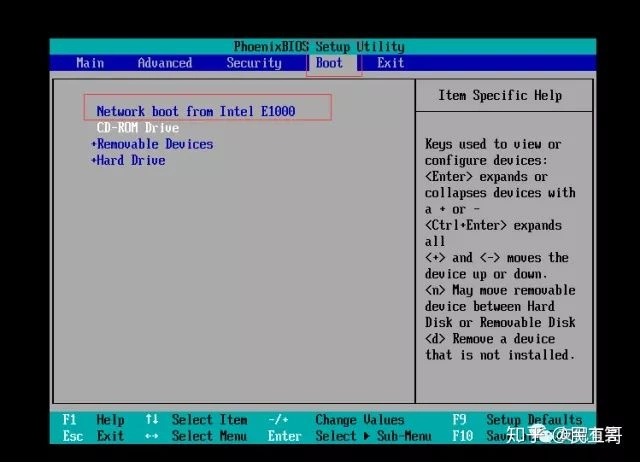 PhoenixBIOS Setup Utility
Main Advanced Security Boot Exit
Network boot from Intel E1000
CD-ROM Drive
+Removable Devices
+Hard Drive
Item Specific Help
Keys used to view or
configure devices:
<Enter> expands or
collapses devices with
a + or -
<Ctrl+Enter> expands
all
<+> and <-> moves the
device up or down.
<n> May move removable
device between Hard
Disk or Removable Disk
<d> Remove a device
that is not installed.
F1 Help ↑↓ Select Item -/+ Change Values F9 Setup Defaults
Esc Exit ↔ Select Menu Enter Select ▶ Sub-Menu F10
知乎